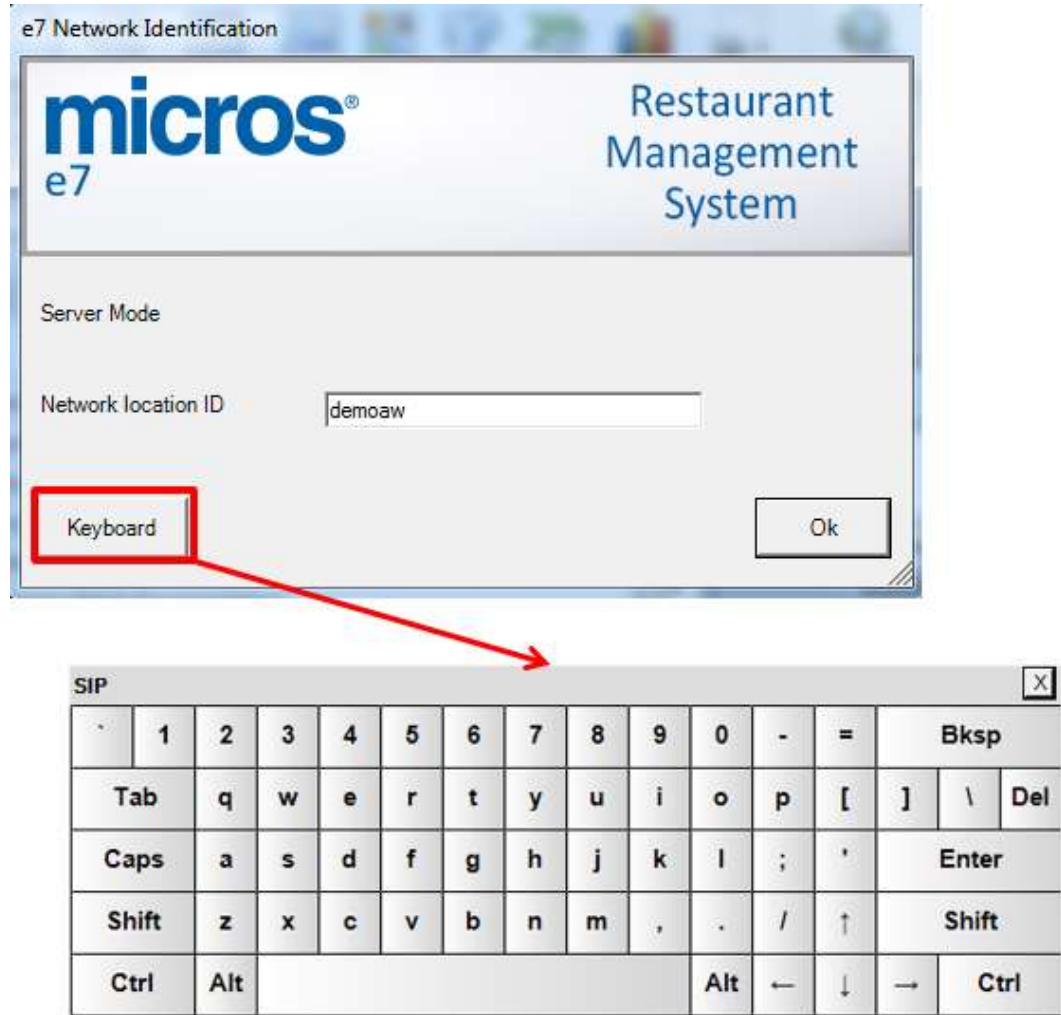 e7 Network Identification
micros®
e7
Restaurant
Management
System
Server Mode
Network location ID
demoaw
Keyboard
Ok
SIP
X
` 1 2 3 4 5 6 7 8 9 0 - = Bksp
Tab q w e r t y u i o p [ ] \ Del
Caps a s d f g h j k l ; ' Enter
Shift z x c v b n m , . / ↑ Shift
Ctrl Alt Alt ← ↓ → Ctrl